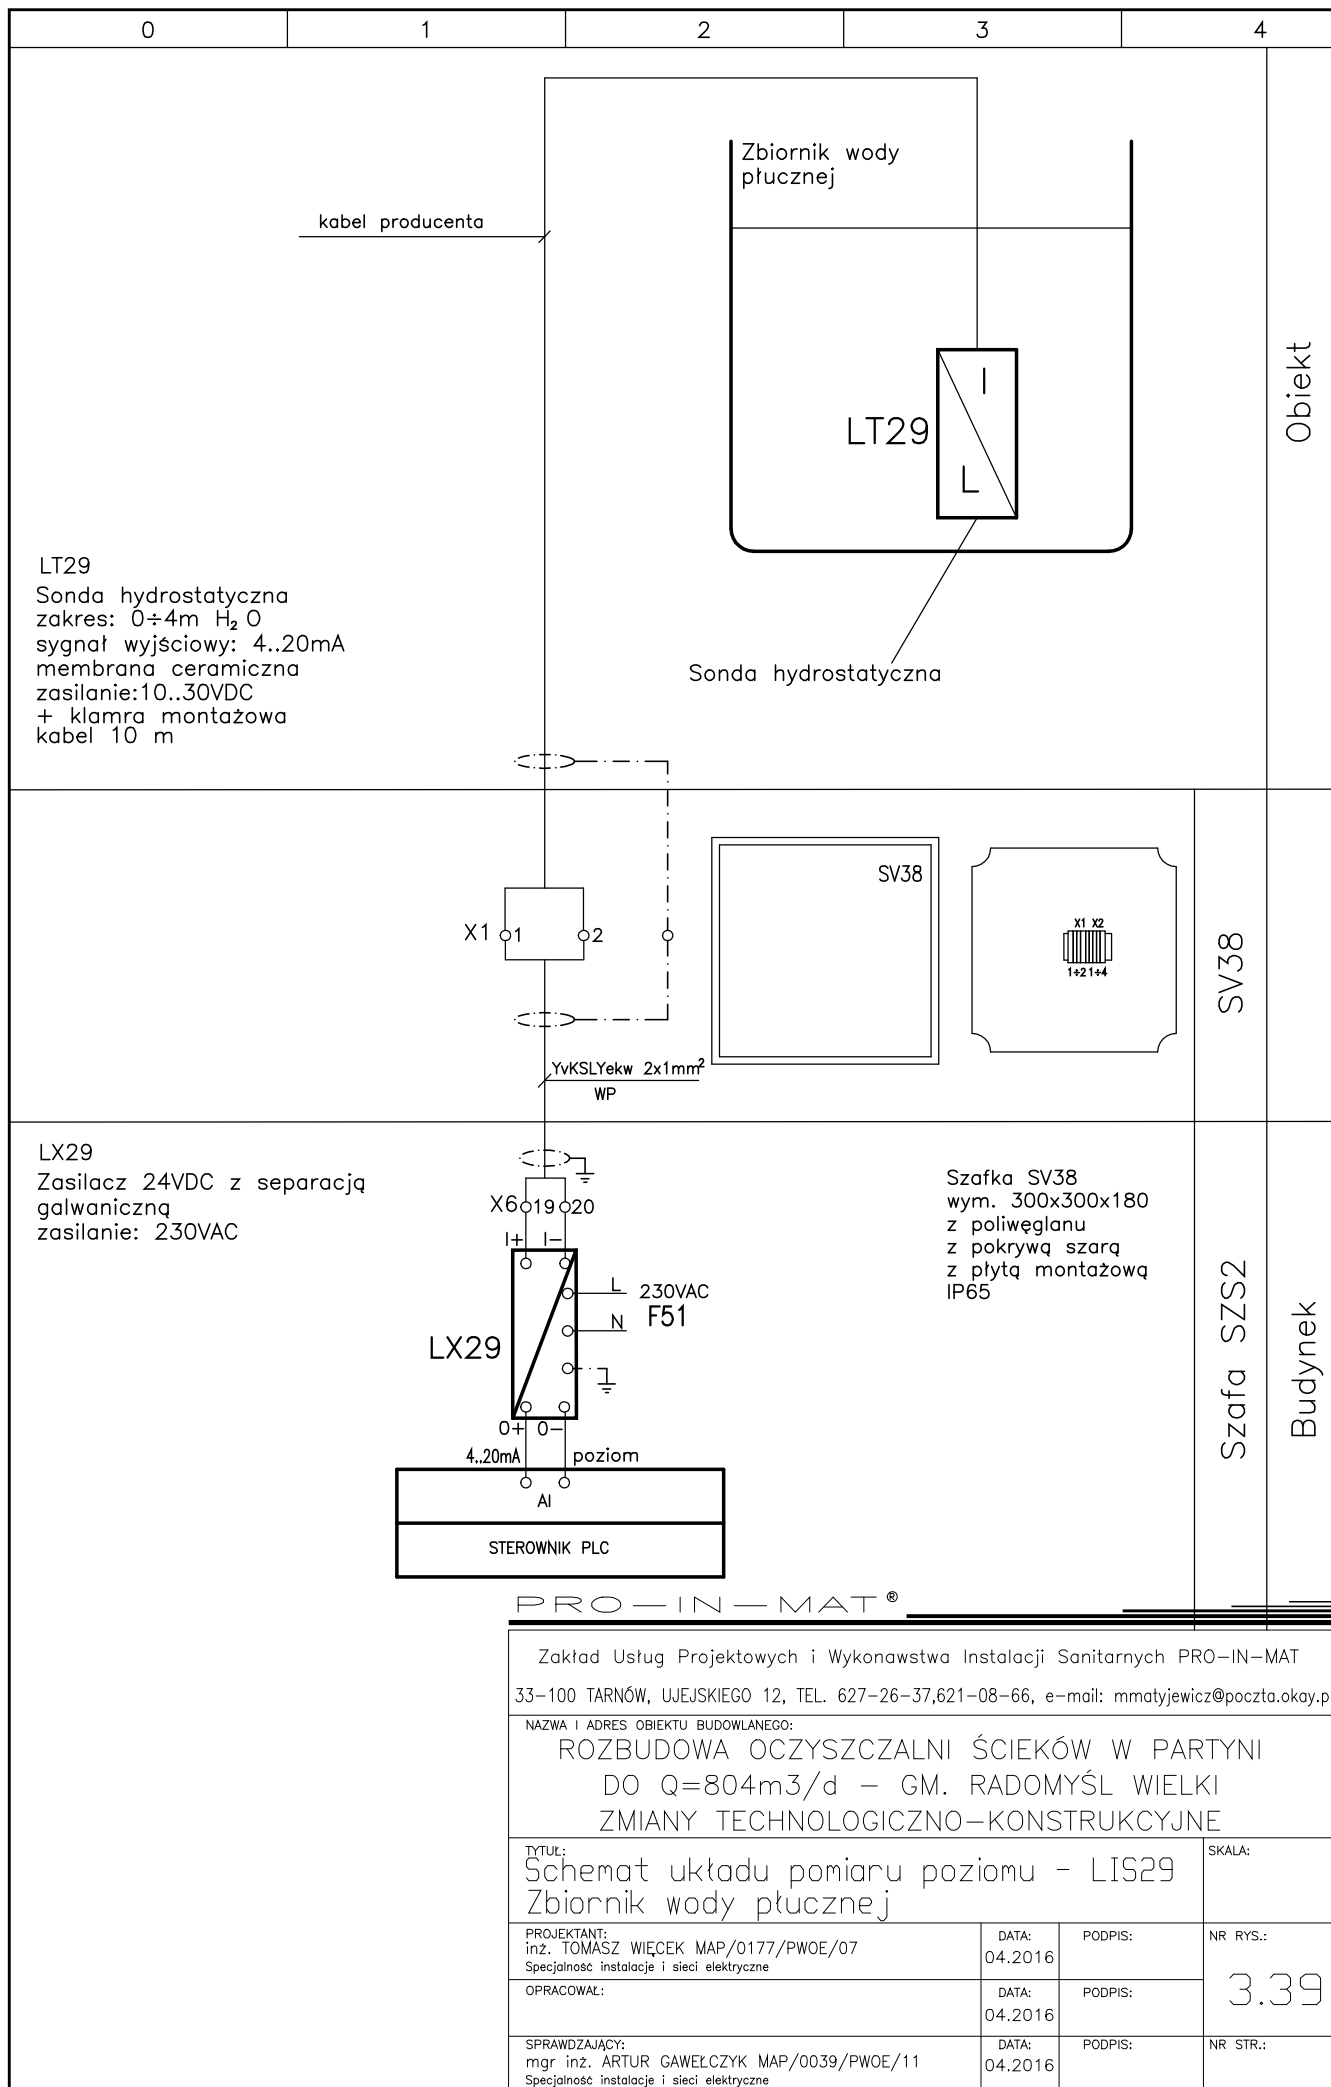 0 1 2 3 4
Zbiornik wody
płucznej
kabel producenta
Obiekt
I
LT29
L
LT29
Sonda hydrostatyczna
zakres: 0÷4m H₂O
sygnał wyjściowy: 4..20mA
membrana ceramiczna
zasilanie:10..30VDC
+ klamra montażowa
kabel 10 m
Sonda hydrostatyczna
SV38
X1 X2
1÷2 1÷4
X1 1 2
SV38
YvKSLYekw 2x1mm²
WP
LX29
Zasilacz 24VDC z separacją
galwaniczną
zasilanie: 230VAC
Szafka SV38
wym. 300x300x180
z poliwęglanu
z pokrywą szarą
z płytą montażową
IP65
X6 19 20
I+ I-
L 230VAC
N F51
LX29
O+ O-
4..20mA poziom
AI
STEROWNIK PLC
Szafa SZS2
Budynek
PRO-IN-MAT®
Zakład Usług Projektowych i Wykonawstwa Instalacji Sanitarnych PRO-IN-MAT
33-100 TARNÓW, UJEJSKIEGO 12, TEL. 627-26-37,621-08-66, e-mail: mmatyjewicz@poczta.okay.p
NAZWA I ADRES OBIEKTU BUDOWLANEGO:
ROZBUDOWA OCZYSZCZALNI ŚCIEKÓW W PARTYNI
DO Q=804m3/d - GM. RADOMYŚL WIELKI
ZMIANY TECHNOLOGICZNO-KONSTRUKCYJNE
TYTUŁ:
Schemat układu pomiaru poziomu - LIS29
Zbiornik wody płucznej
SKALA:
PROJEKTANT:
inż. TOMASZ WIĘCEK MAP/0177/PWOE/07
Specjalność instalacje i sieci elektryczne
DATA:
04.2016
PODPIS:
NR RYS.:
3.39
OPRACOWAŁ:
DATA:
04.2016
PODPIS:
SPRAWDZAJĄCY:
mgr inż. ARTUR GAWEŁCZYK MAP/0039/PWOE/11
Specjalność instalacje i sieci elektryczne
DATA:
04.2016
PODPIS:
NR STR.: